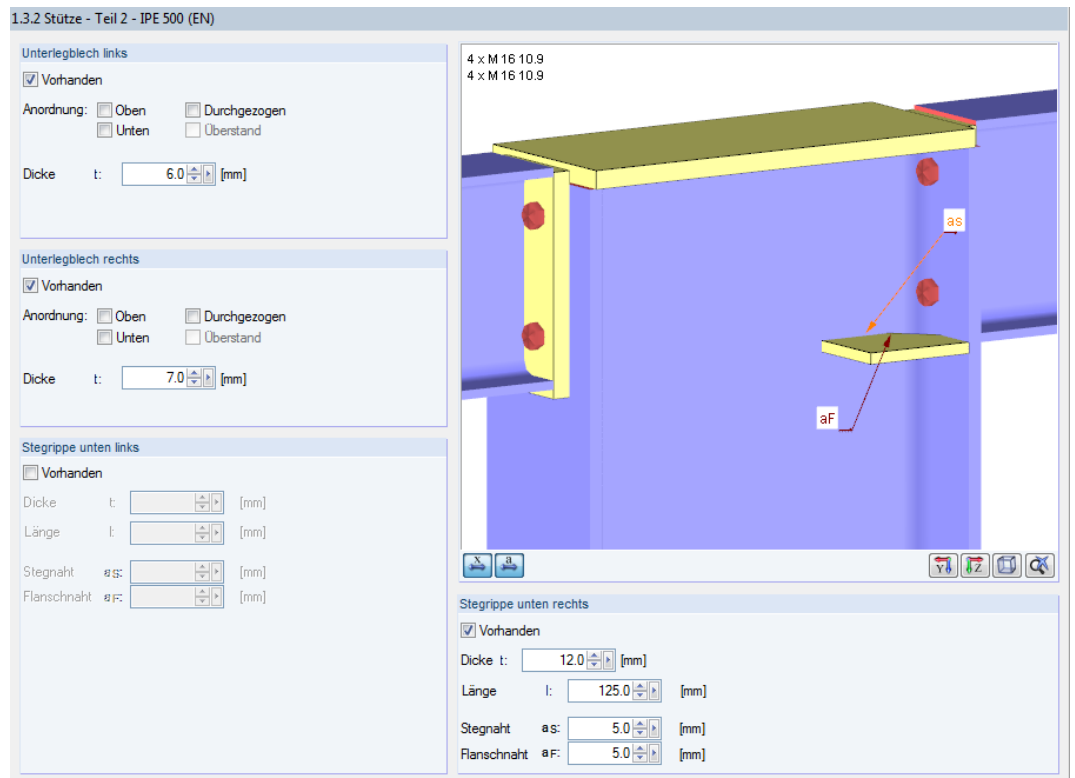 1.3.2 Stütze - Teil 2 - IPE 500 (EN)
Unterlegblech links
Vorhanden
Anordnung: Oben Durchgezogen
Unten Überstand
Dicke t: 6.0 [mm]
Unterlegblech rechts
Vorhanden
Anordnung: Oben Durchgezogen
Unten Überstand
Dicke t: 7.0 [mm]
Stegrippe unten links
Vorhanden
Dicke t: [mm]
Länge l: [mm]
Stegnaht as: [mm]
Flanschnaht aF: [mm]
4 x M 16 10.9
4 x M 16 10.9
as
aF
x a Y Z
Stegrippe unten rechts
Vorhanden
Dicke t: 12.0 [mm]
Länge l: 125.0 [mm]
Stegnaht as: 5.0 [mm]
Flanschnaht aF: 5.0 [mm]